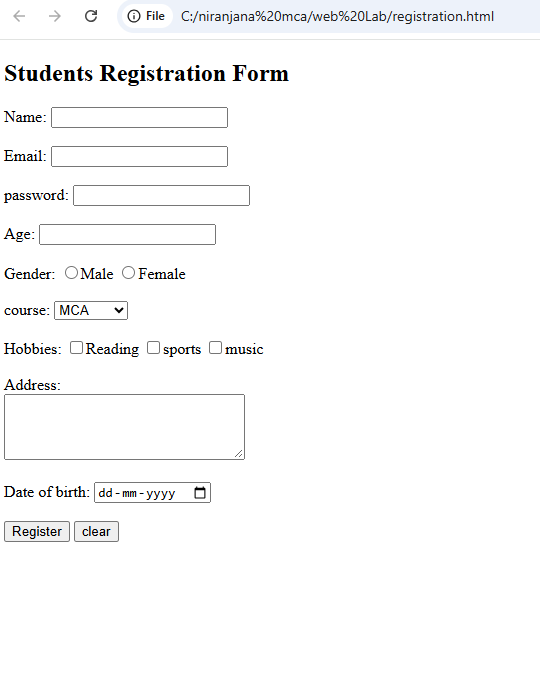 File C:/niranjana%20mca/web%20Lab/registration.html
Students Registration Form
Name:
Email:
password:
Age:
Gender: Male Female
course: MCA
Hobbies: Reading sports music
Address:
Date of birth: dd-mm-yyyy
Register clear